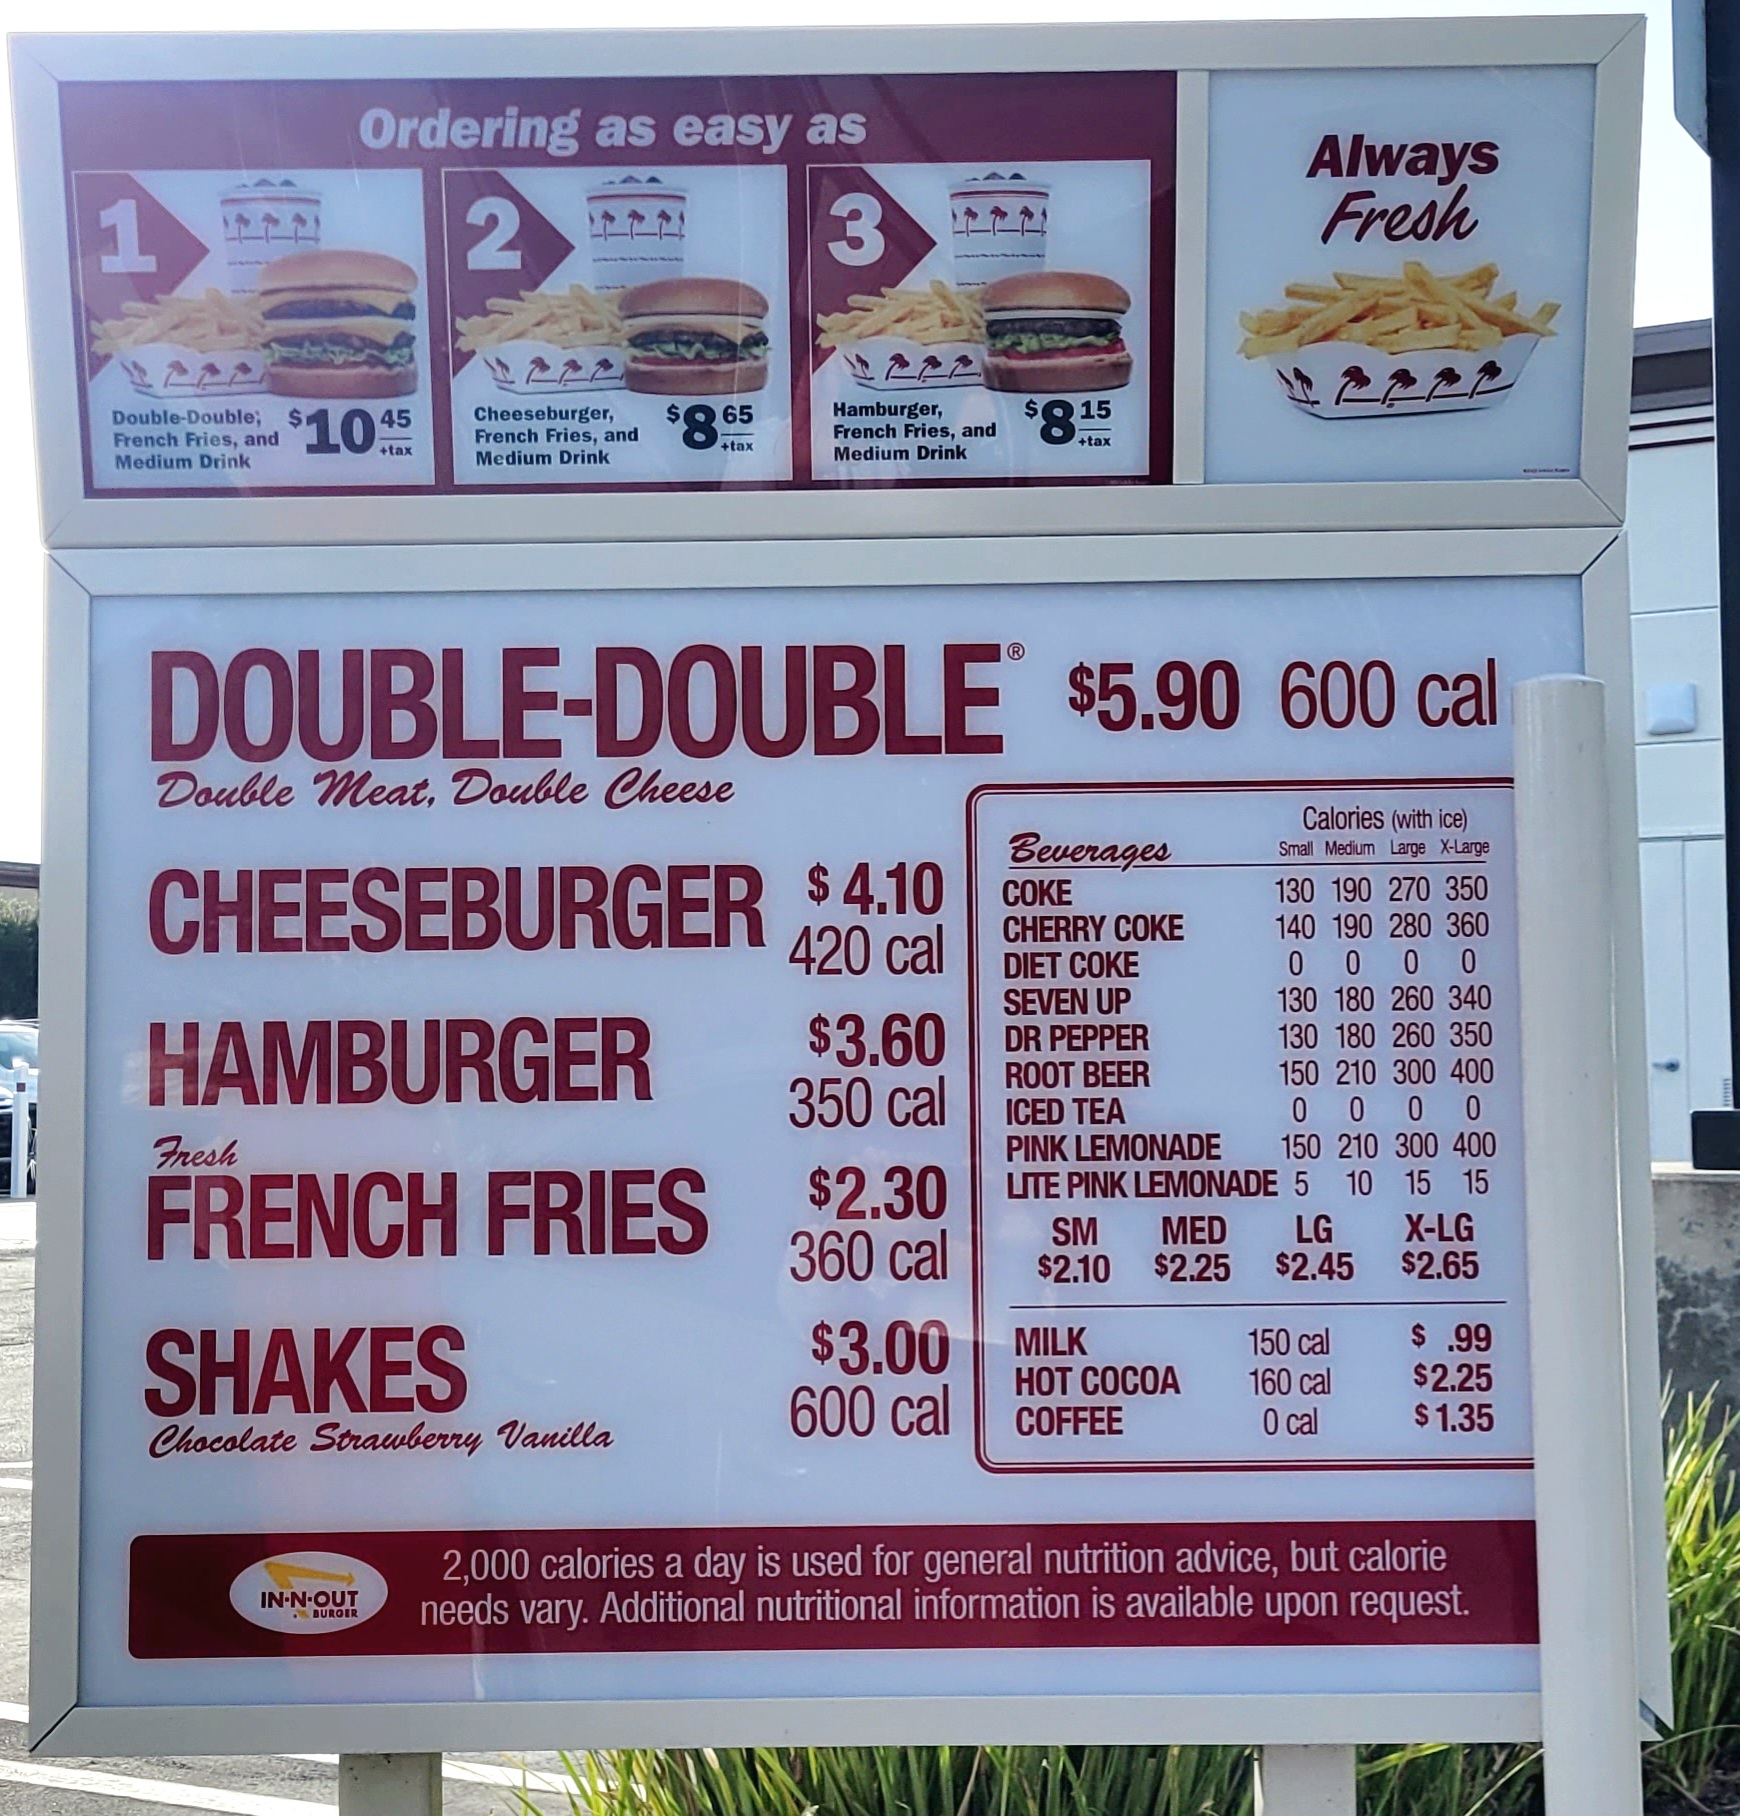 Ordering as easy as
1
Double-Double,
French Fries, and
Medium Drink
$10 45
+tax
2
Cheeseburger,
French Fries, and
Medium Drink
$8 65
+tax
3
Hamburger,
French Fries, and
Medium Drink
$8 15
+tax
Always
Fresh
DOUBLE-DOUBLE® $5.90 600 cal
Double Meat, Double Cheese
CHEESEBURGER $4.10
420 cal
HAMBURGER $3.60
350 cal
Fresh
FRENCH FRIES $2.30
360 cal
SHAKES $3.00
600 cal
Chocolate Strawberry Vanilla
Calories (with ice)
Beverages Small Medium Large X-Large
COKE 130 190 270 350
CHERRY COKE 140 190 280 360
DIET COKE 0 0 0 0
SEVEN UP 130 180 260 340
DR PEPPER 130 180 260 350
ROOT BEER 150 210 300 400
ICED TEA 0 0 0 0
PINK LEMONADE 150 210 300 400
LITE PINK LEMONADE 5 10 15 15
SM MED LG X-LG
$2.10 $2.25 $2.45 $2.65
MILK 150 cal $ .99
HOT COCOA 160 cal $2.25
COFFEE 0 cal $1.35
IN-N-OUT
BURGER
2,000 calories a day is used for general nutrition advice, but calorie
needs vary. Additional nutritional information is available upon request.